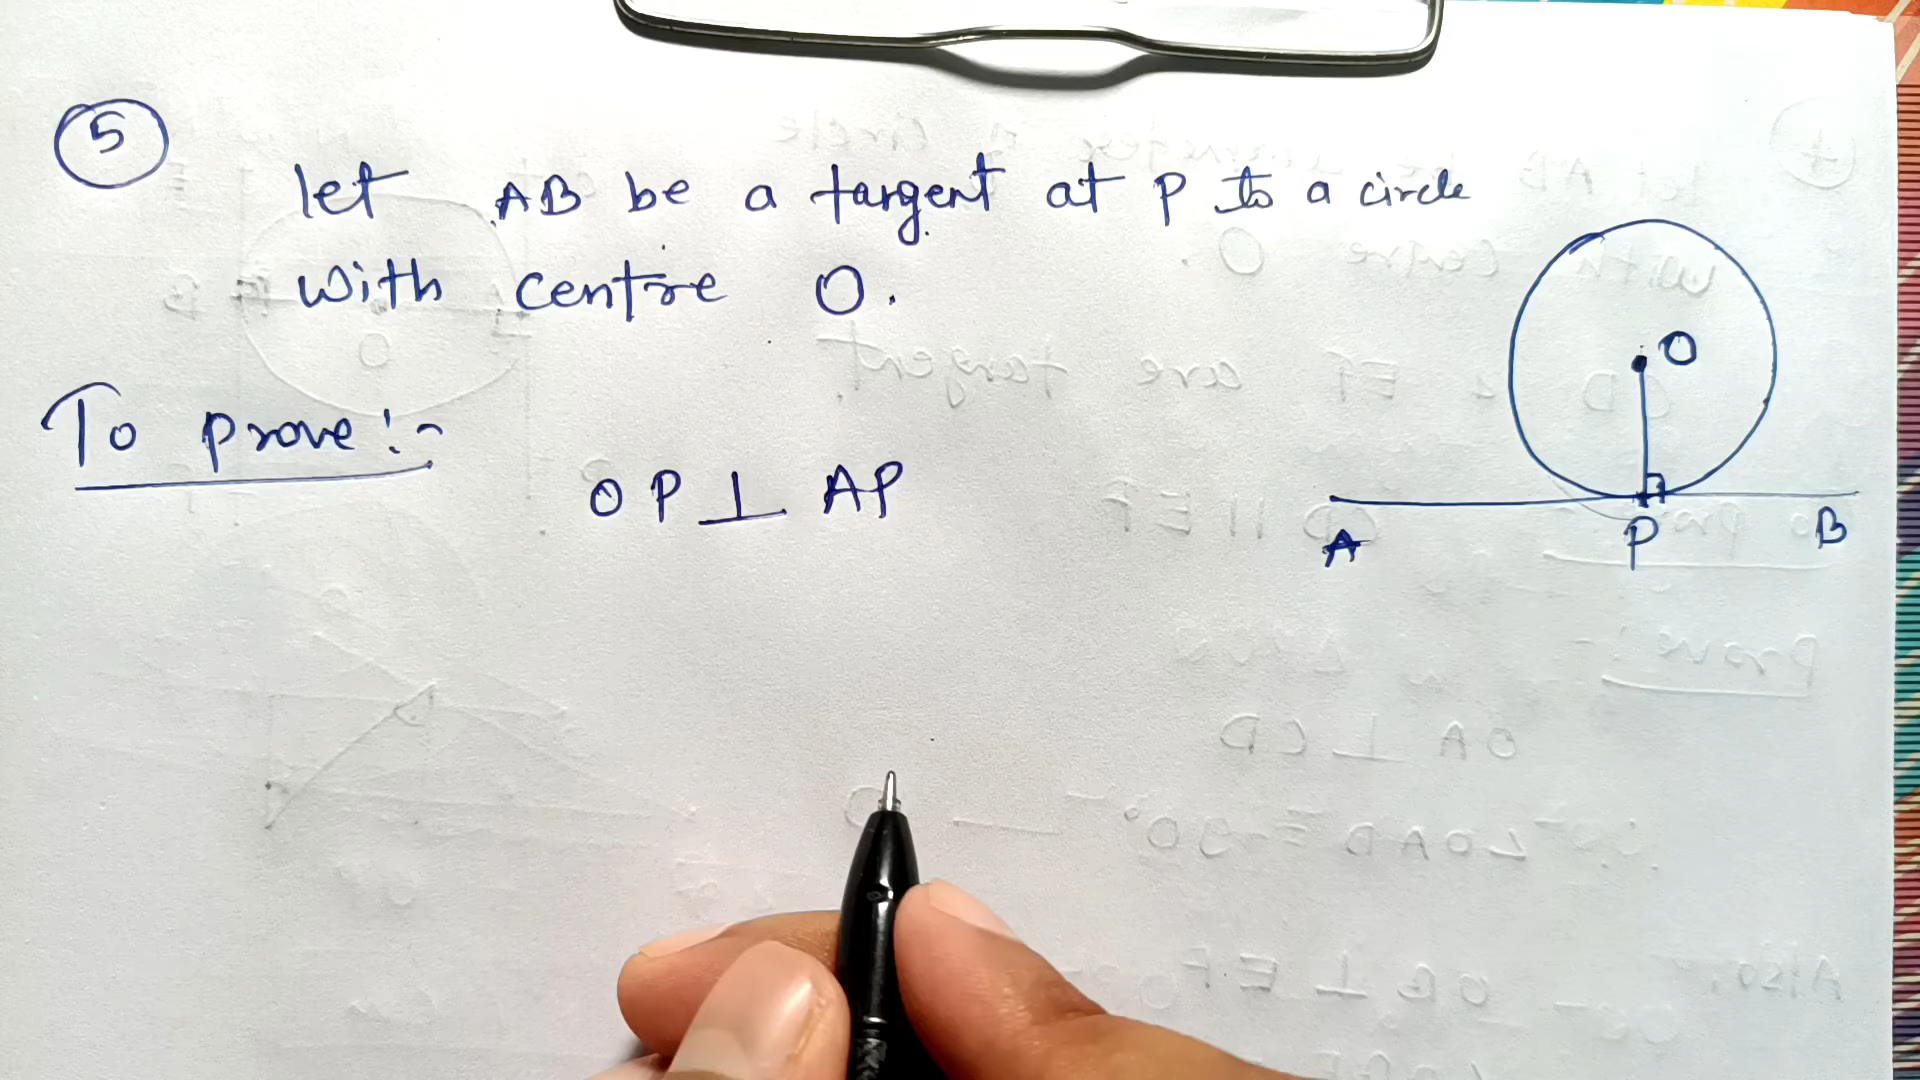 5
let AB be a tangent at P to a circle
with centre O.
To prove :-
OP ⊥ AP
O
A
P
B